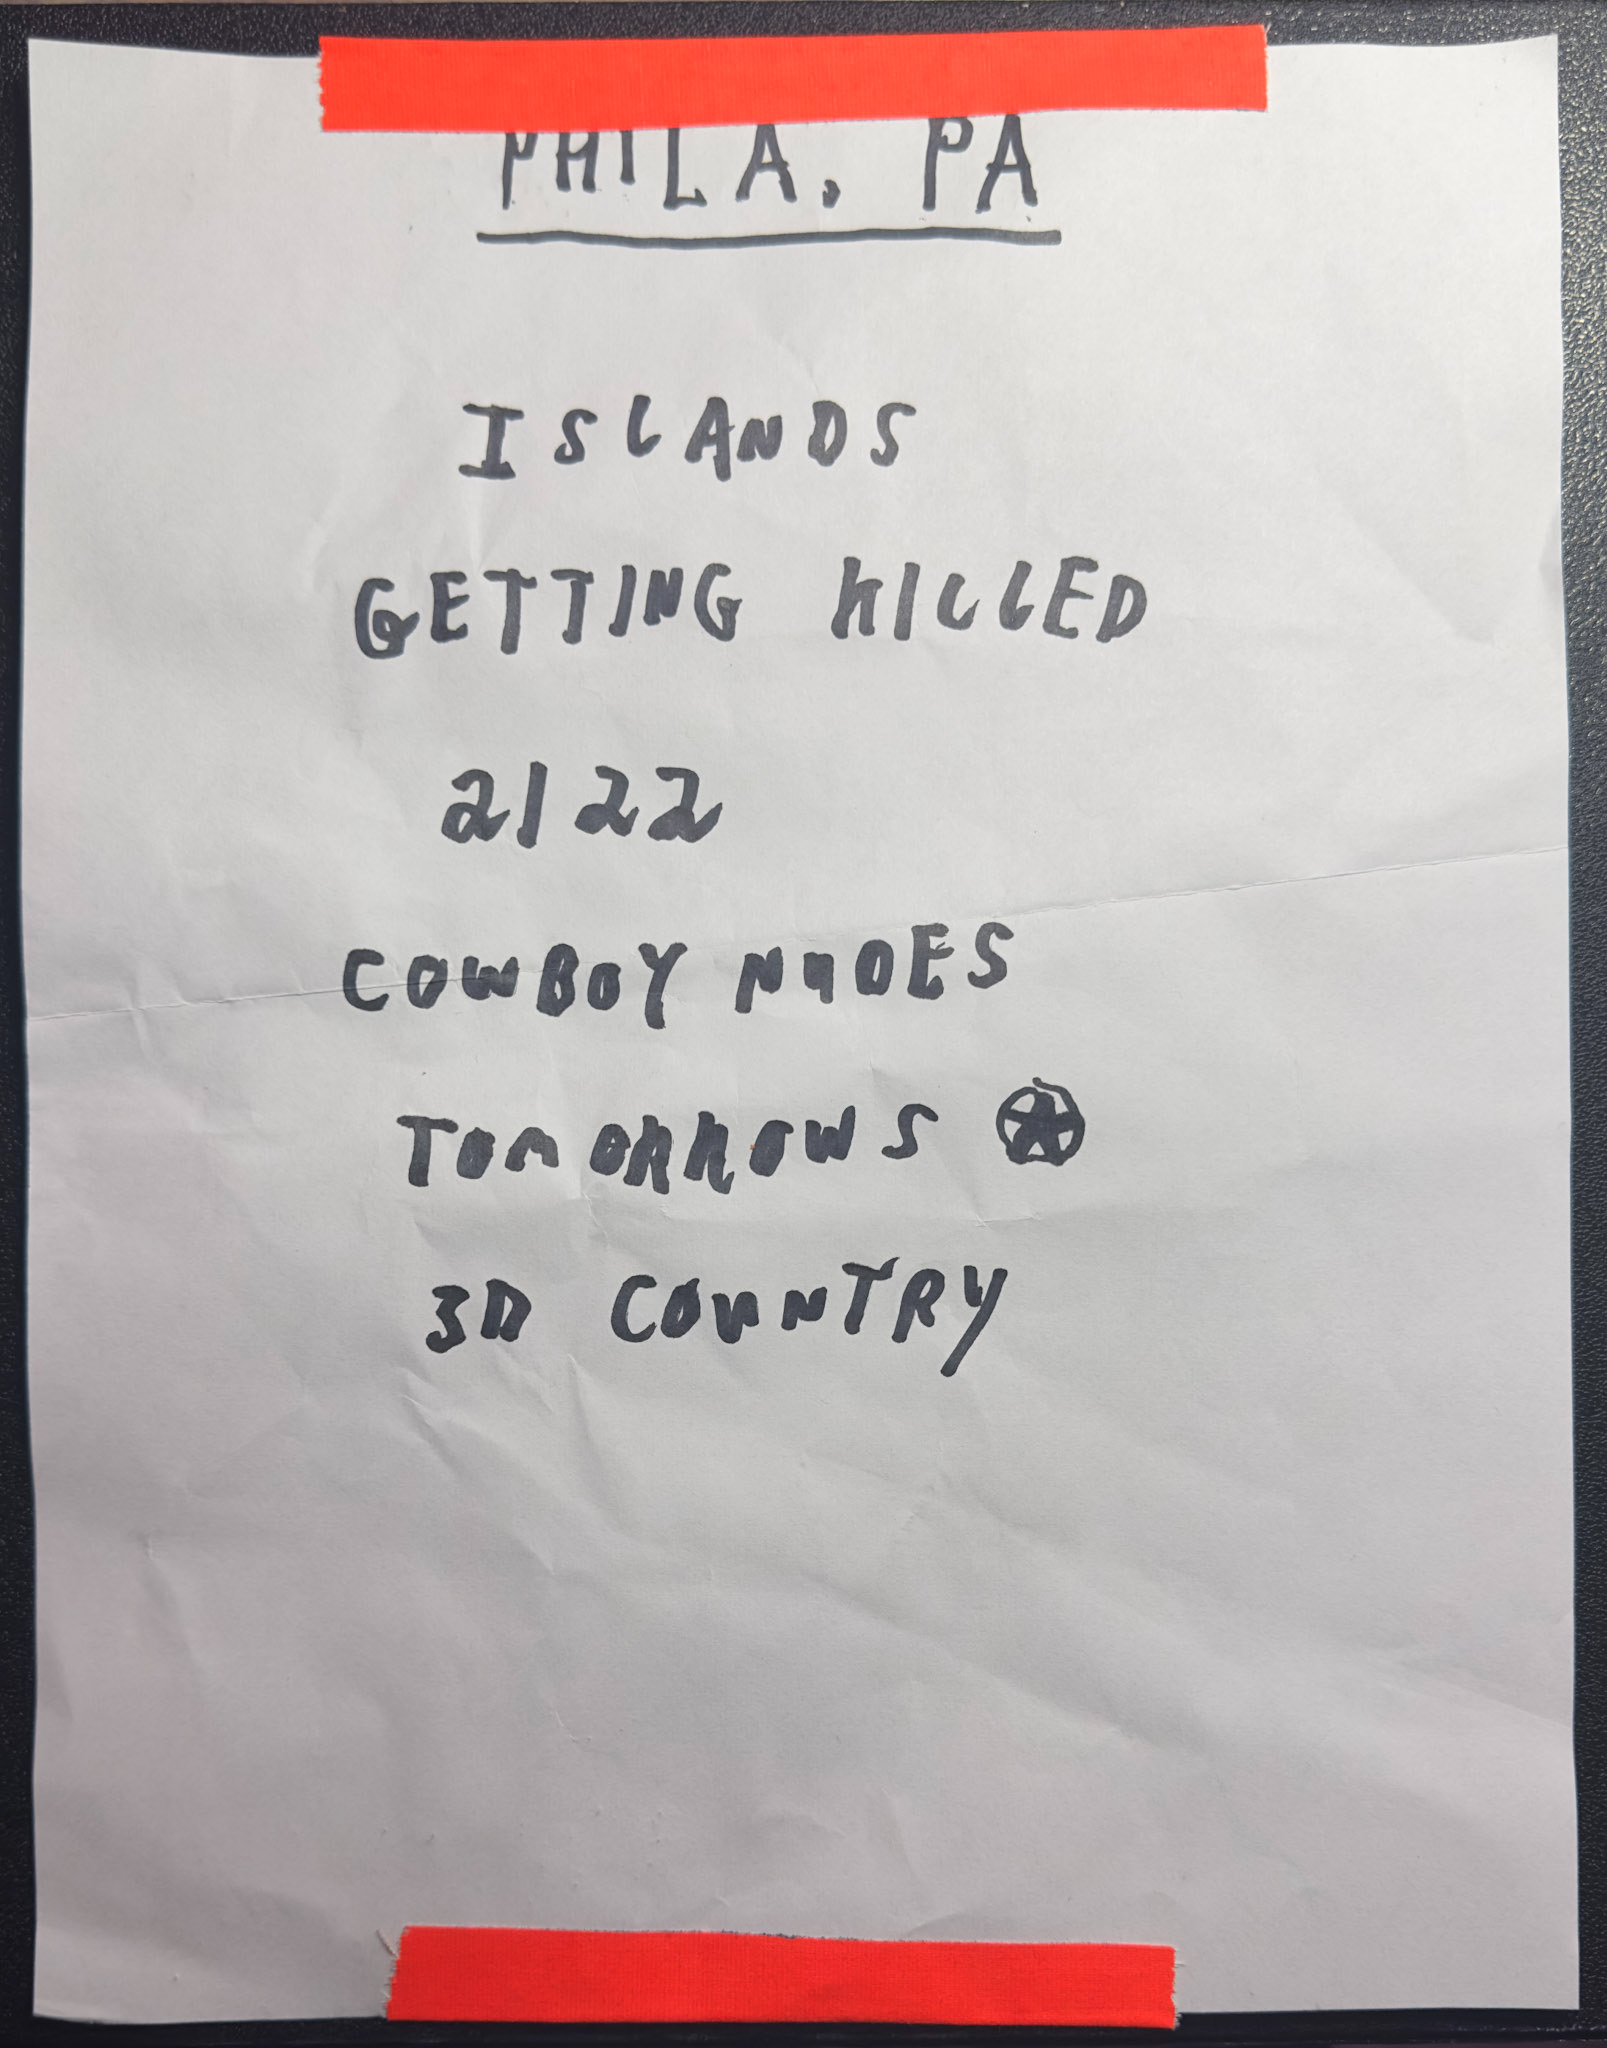 PHILA, PA
ISLANDS
GETTING KILLED
2122
COWBOY NUDES
TOMORROWS
3D COUNTRY